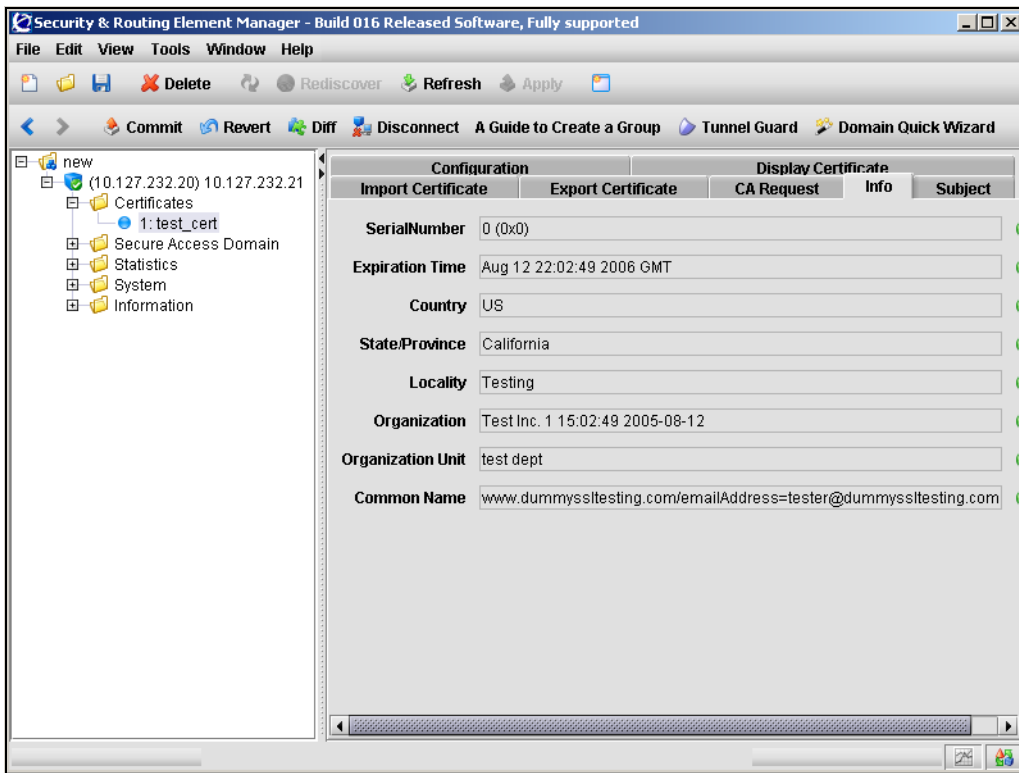 Security & Routing Element Manager - Build 016 Released Software, Fully supported
File Edit View Tools Window Help
Delete Rediscover Refresh Apply
Commit Revert Diff Disconnect A Guide to Create a Group Tunnel Guard Domain Quick Wizard
new
(10.127.232.20) 10.127.232.21
Certificates
1: test_cert
Secure Access Domain
Statistics
System
Information
Configuration Display Certificate
Import Certificate Export Certificate CA Request Info Subject
SerialNumber 0 (0x0)
Expiration Time Aug 12 22:02:49 2006 GMT
Country US
State/Province California
Locality Testing
Organization Test Inc. 1 15:02:49 2005-08-12
Organization Unit test dept
Common Name www.dummyssltesting.com/emailAddress=tester@dummyssltesting.com